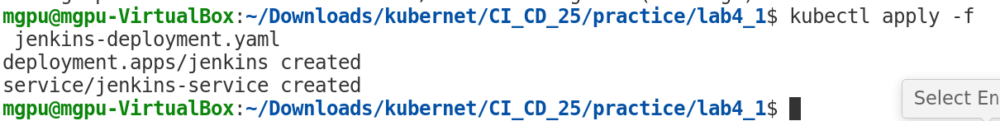 mgpu@mgpu-VirtualBox:~/Downloads/kubernet/CI_CD_25/practice/lab4_1$ kubectl apply -f
 jenkins-deployment.yaml
deployment.apps/jenkins created
service/jenkins-service created
mgpu@mgpu-VirtualBox:~/Downloads/kubernet/CI_CD_25/practice/lab4_1$
Select En